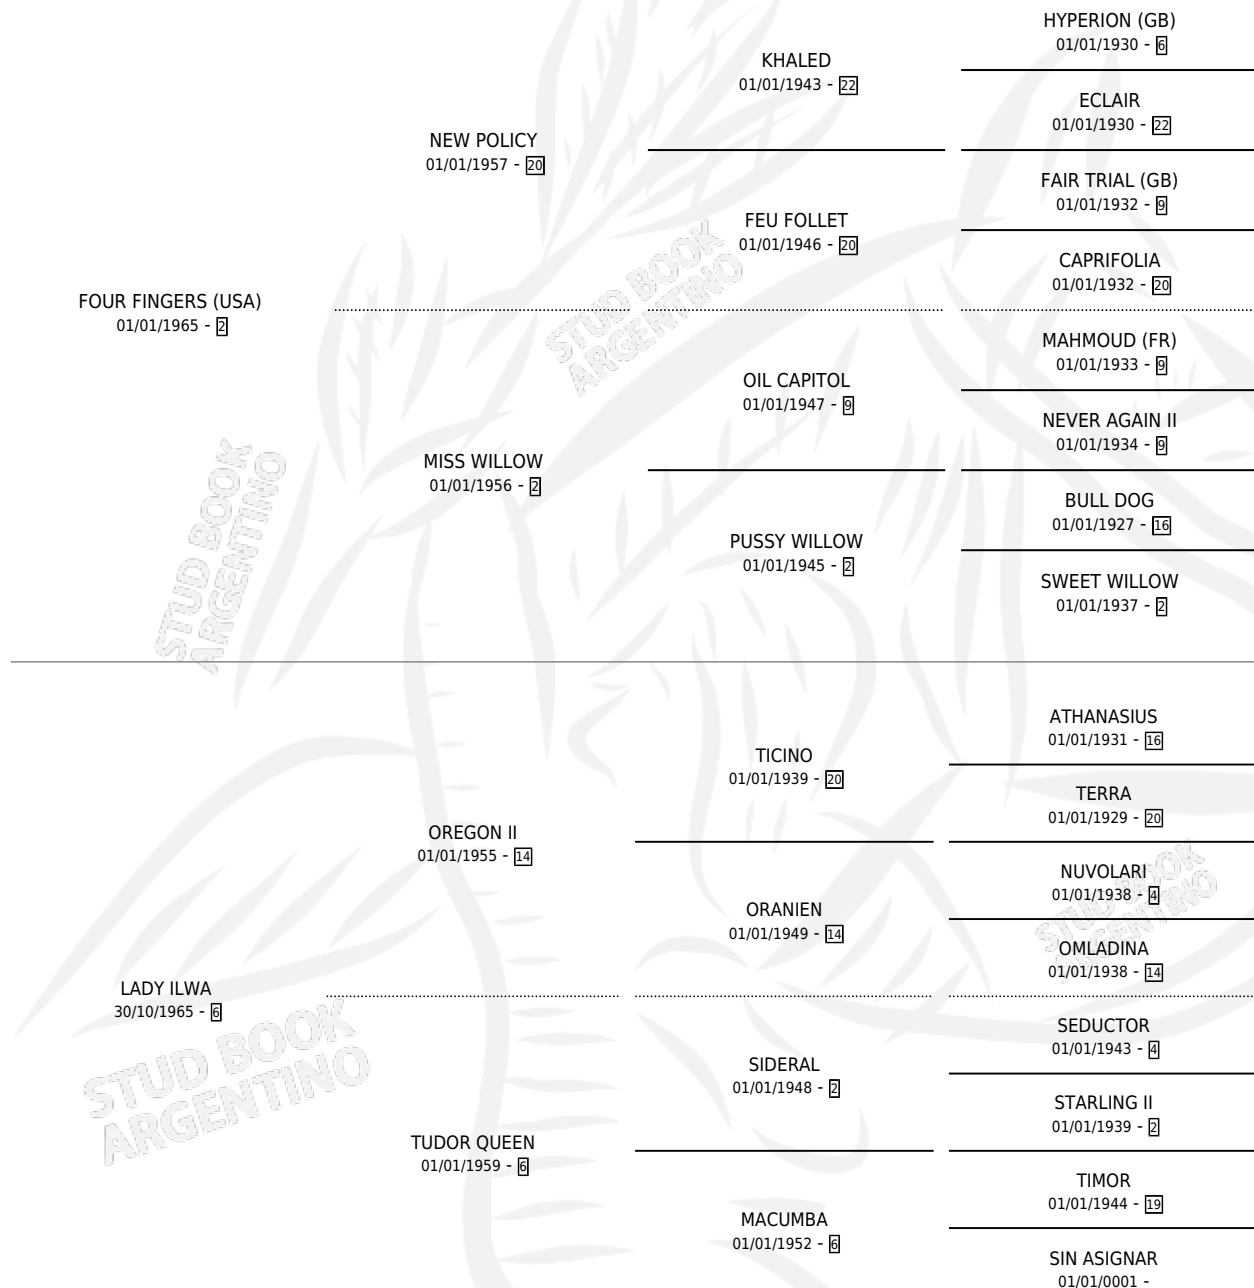 HYPERION (GB)
01/01/1930 - 6
KHALED
01/01/1943 - 22
ECLAIR
01/01/1930 - 22
NEW POLICY
01/01/1957 - 20
FAIR TRIAL (GB)
01/01/1932 - 9
FEU FOLLET
01/01/1946 - 20
CAPRIFOLIA
01/01/1932 - 20
FOUR FINGERS (USA)
01/01/1965 - 2
MAHMOUD (FR)
01/01/1933 - 9
OIL CAPITOL
01/01/1947 - 9
NEVER AGAIN II
01/01/1934 - 9
MISS WILLOW
01/01/1956 - 2
BULL DOG
01/01/1927 - 16
PUSSY WILLOW
01/01/1945 - 2
SWEET WILLOW
01/01/1937 - 2
STUD BOOK
ARGENTINO
STUD BOOK
ARGENTINO
ATHANASIUS
01/01/1931 - 16
TICINO
01/01/1939 - 20
TERRA
01/01/1929 - 20
OREGON II
01/01/1955 - 14
NUVOLARI
01/01/1938 - 4
ORANIEN
01/01/1949 - 14
OMLADINA
01/01/1938 - 14
LADY ILWA
30/10/1965 - 6
SEDUCTOR
01/01/1943 - 4
SIDERAL
01/01/1948 - 2
STARLING II
01/01/1939 - 2
TUDOR QUEEN
01/01/1959 - 6
TIMOR
01/01/1944 - 19
MACUMBA
01/01/1952 - 6
SIN ASIGNAR
01/01/0001 -
STUD BOOK
ARGENTINO
STUD BOOK
ARGENTINO